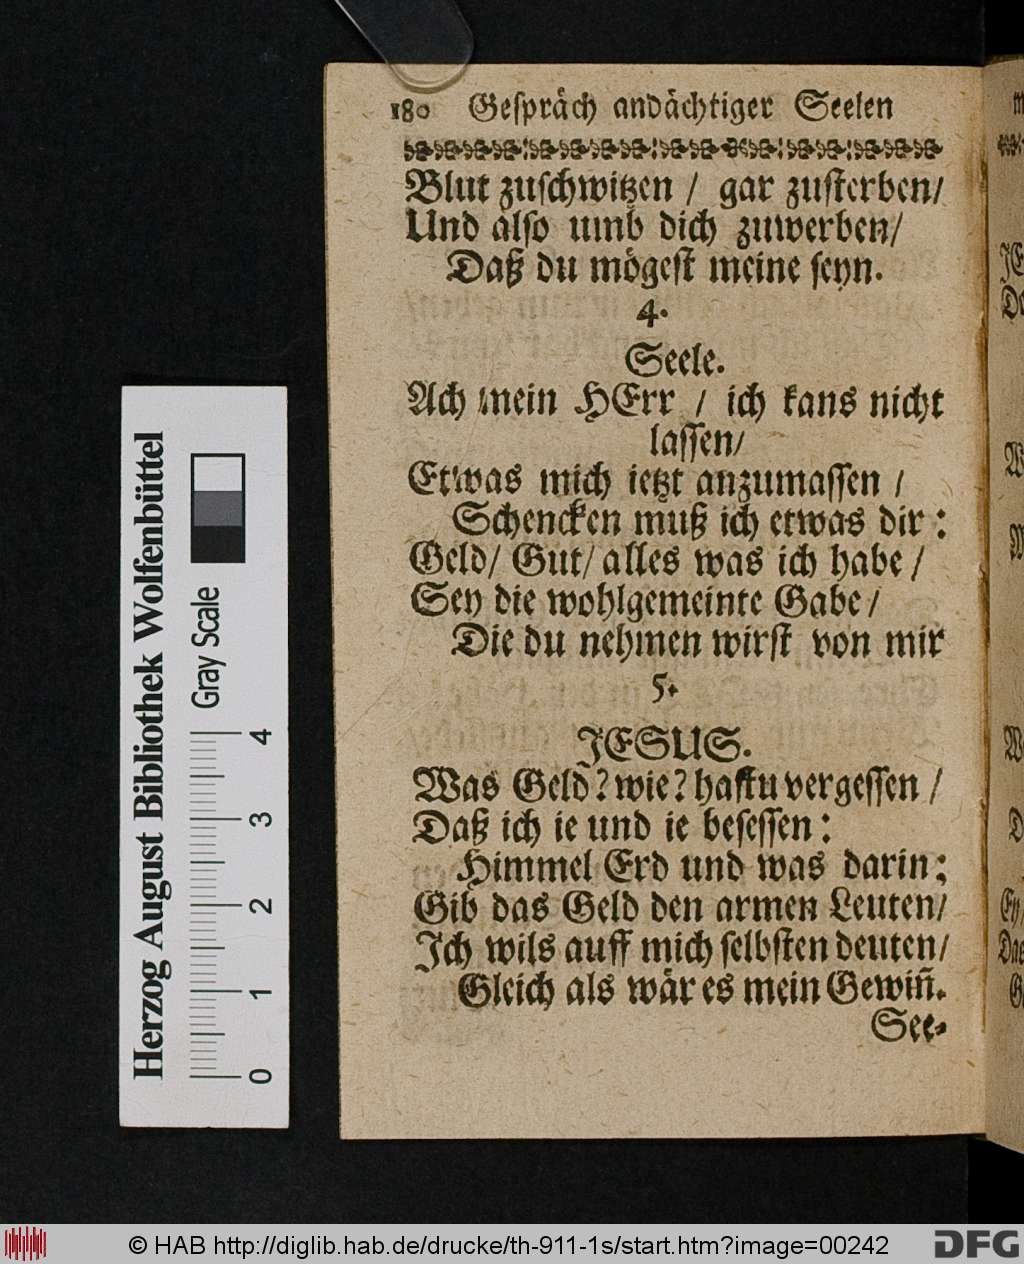 180 Gespräch andächtiger Seelen
Blut zuschwitzen / gar zusterben/
Und also umb dich zuwerben/
Daß du mögest meine seyn.
4.
Seele.
Ach mein HErr / ich kans nicht
lassen/
Etwas mich ietzt anzumassen /
Schencken muß ich etwas dir:
Geld/ Gut/ alles was ich habe /
Sey die wohlgemeinte Gabe /
Die du nehmen wirst von mir
5.
JESUS.
Was Geld? wie? hastu vergessen /
Daß ich ie und ie besessen:
Himmel Erd und was darin;
Gib das Geld den armen Leuten/
Ich wils auff mich selbsten deuten/
Gleich als wär es mein Gewiñ.
See-
Herzog August Bibliothek Wolfenbüttel
Gray Scale
0 1 2 3 4
© HAB http://diglib.hab.de/drucke/th-911-1s/start.htm?image=00242
DFG